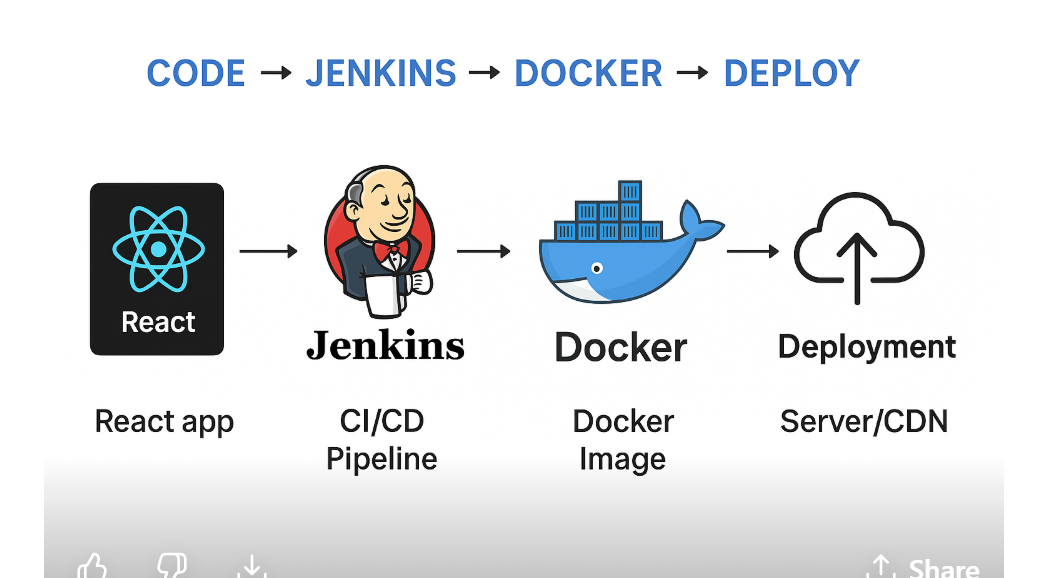 CODE → JENKINS → DOCKER → DEPLOY
React
Jenkins
Docker
Deployment
React app
CI/CD
Pipeline
Docker
Image
Server/CDN
Share